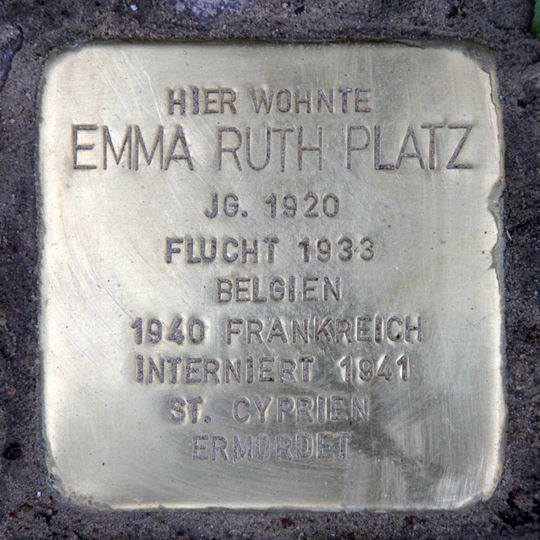 HIER WOHNTE
EMMA RUTH PLATZ
JG. 1920
FLUCHT 1933
BELGIEN
1940 FRANKREICH
INTERNIERT 1941
ST. CYPRIEN
ERMORDET